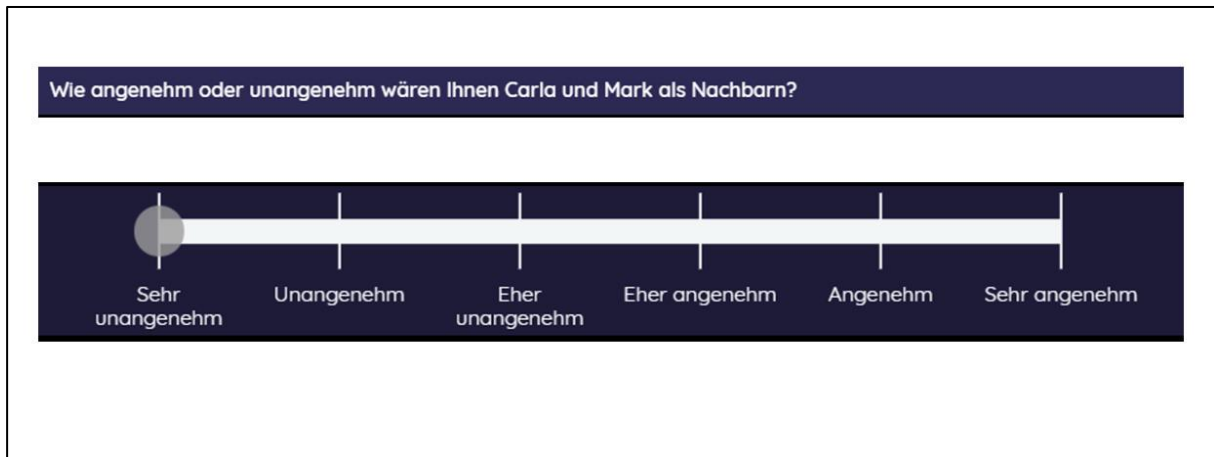 Wie angenehm oder unangenehm wären Ihnen Carla und Mark als Nachbarn?
Sehr
unangenehm
Unangenehm
Eher
unangenehm
Eher angenehm
Angenehm
Sehr angenehm